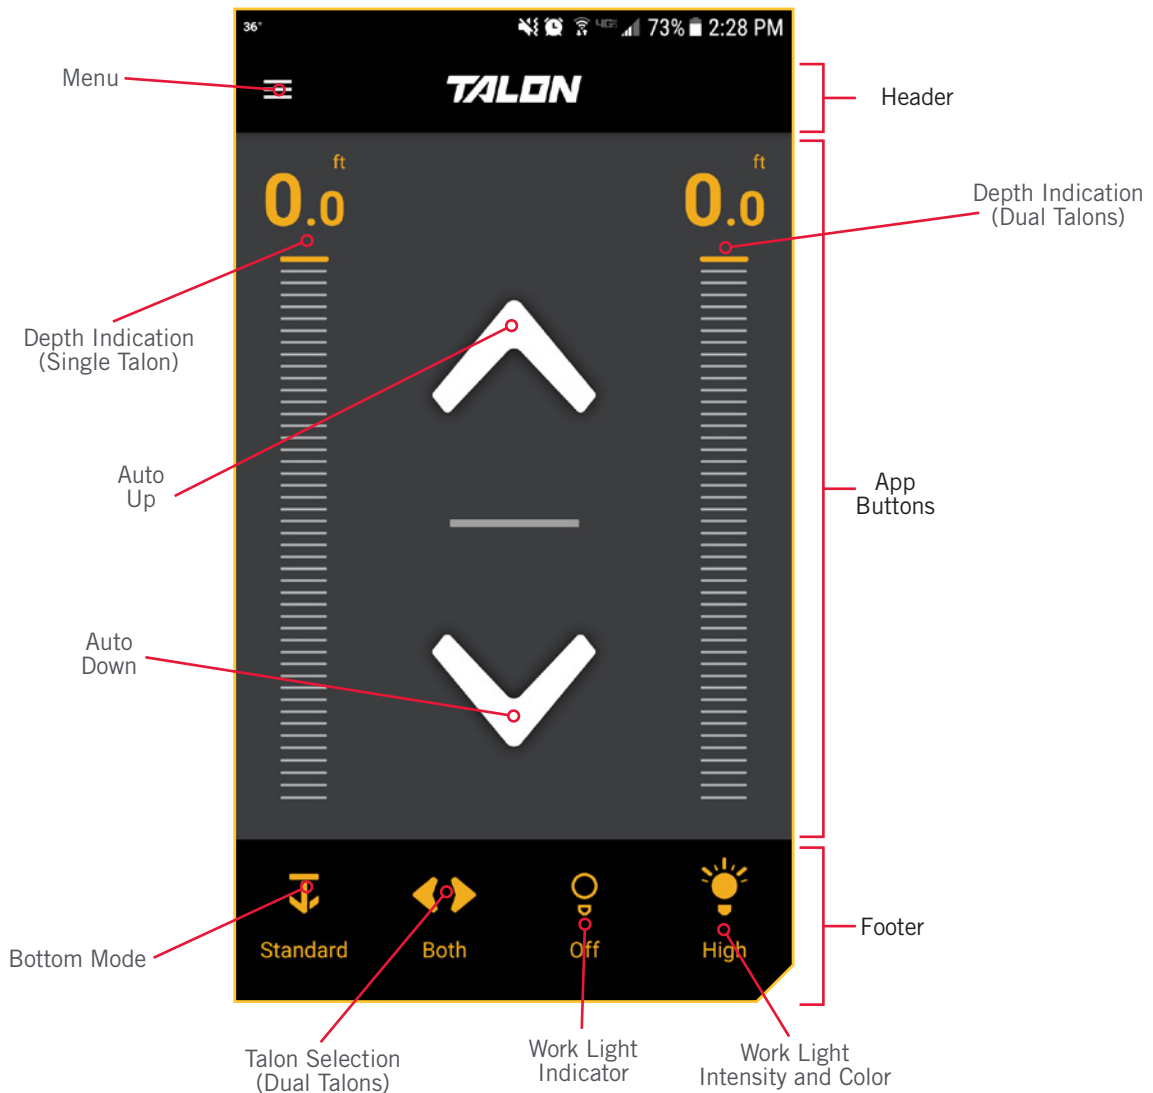 36°
4G 73% 2:28 PM
Menu
TALON
Header
0.0 ft
0.0 ft
Depth Indication
(Dual Talons)
Depth Indication
(Single Talon)
Auto
Up
App
Buttons
Auto
Down
Standard
Both
Off
High
Footer
Bottom Mode
Talon Selection
(Dual Talons)
Work Light
Indicator
Work Light
Intensity and Color